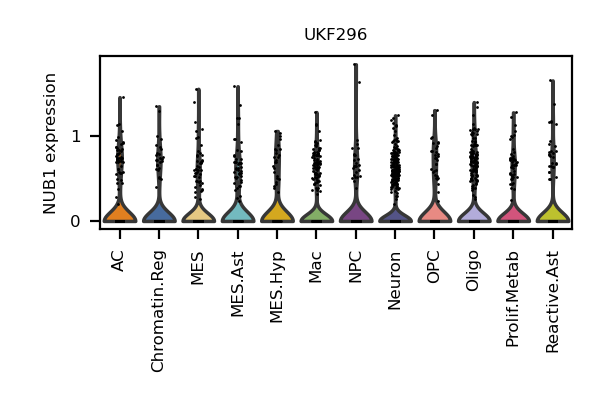 UKF296
NUB1 expression
1
0
AC
Chromatin.Reg
MES
MES.Ast
MES.Hyp
Mac
NPC
Neuron
OPC
Oligo
Prolif.Metab
Reactive.Ast